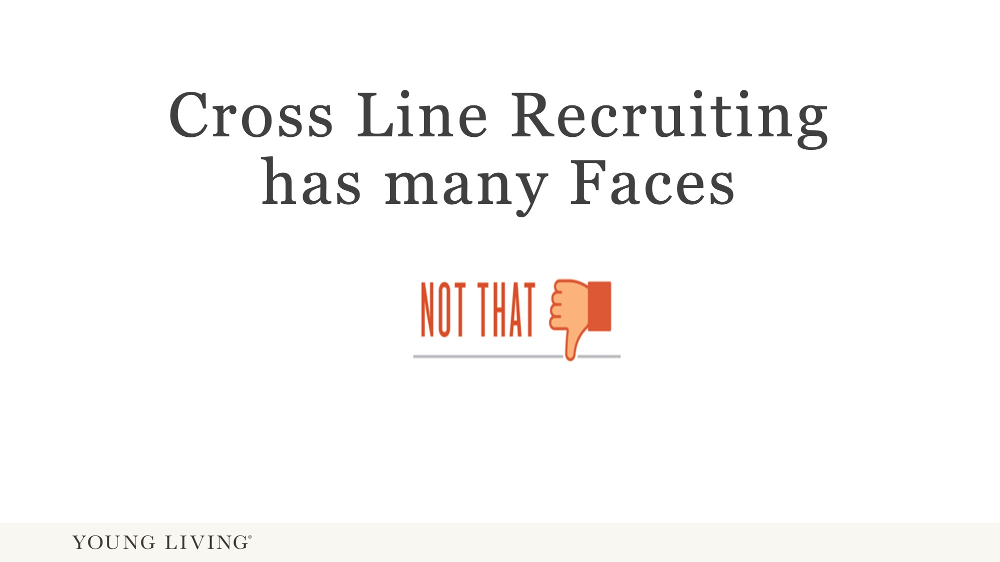 Cross Line Recruiting
has many Faces
NOT THAT
YOUNG LIVING®